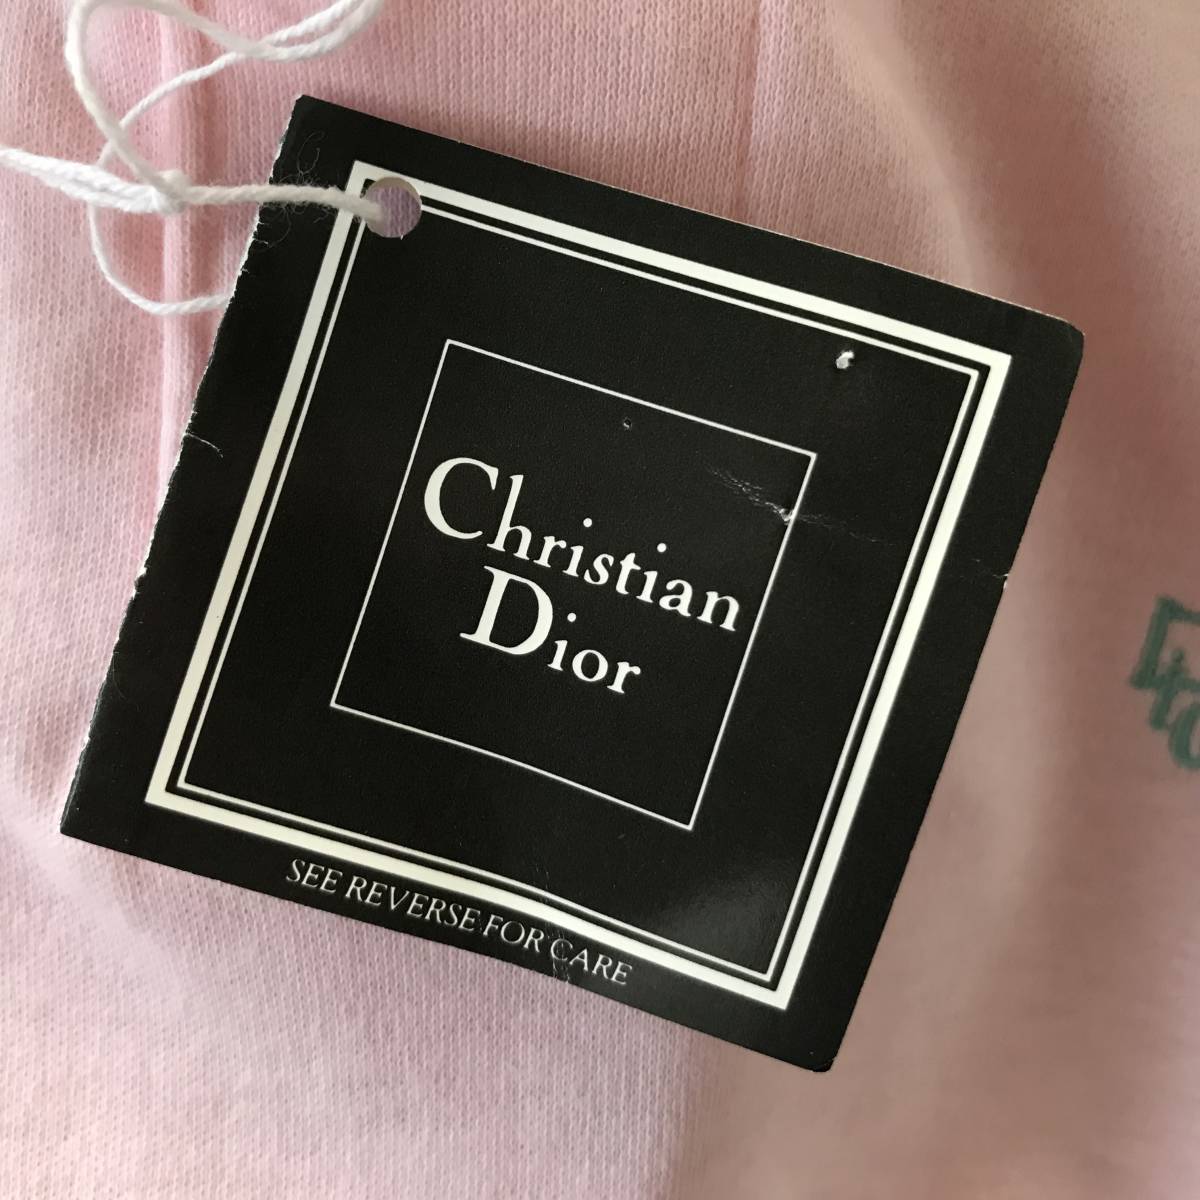 Christian
Dior
SEE REVERSE FOR CARE